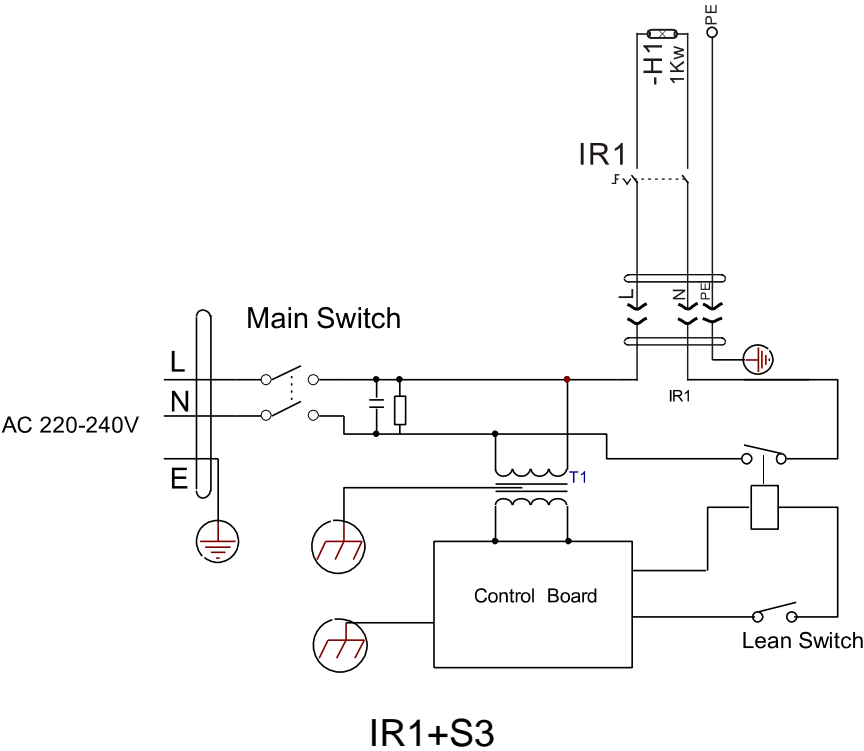 PE
-H1
1Kw
IR1
L
N
PE
Main Switch
L
N
AC 220-240V
E
IR1
T1
Control Board
Lean Switch
IR1+S3